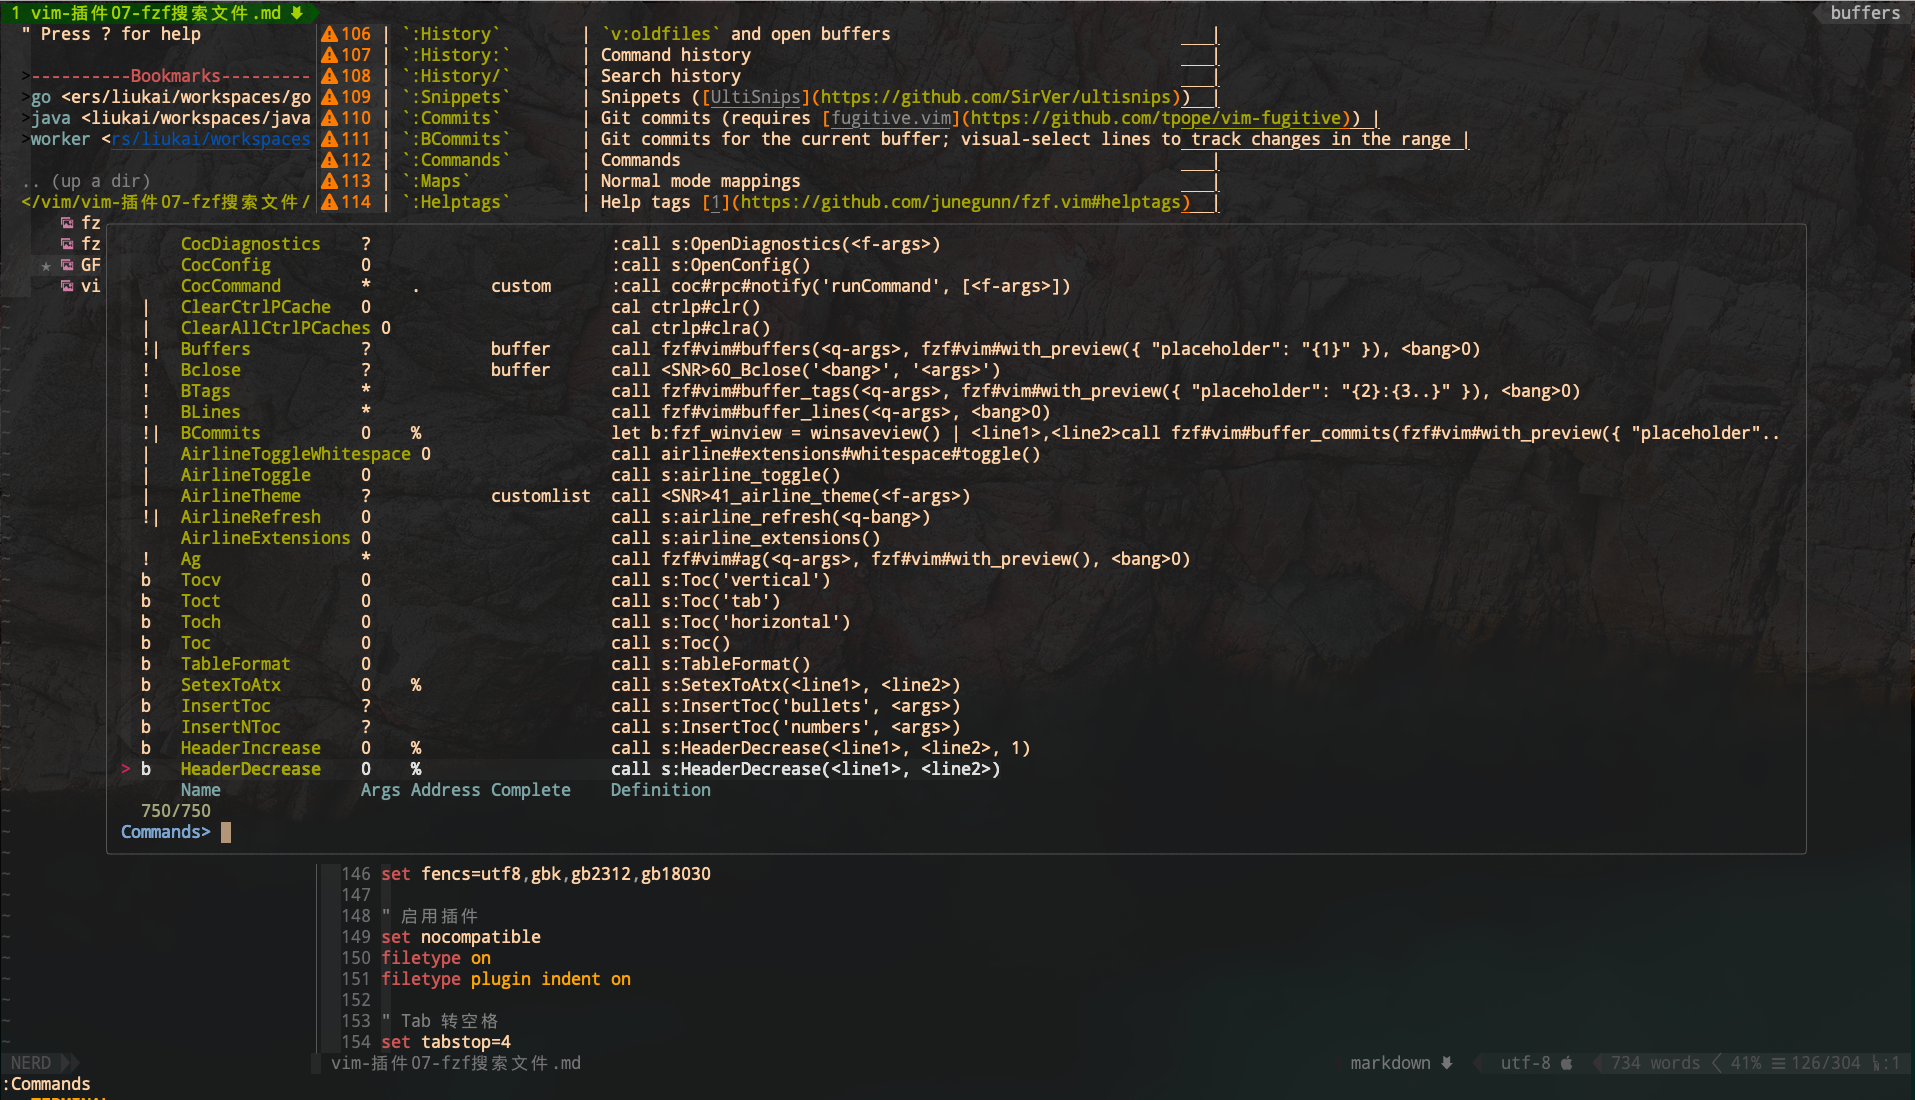 1 vim-插件07-fzf搜索文件.md buffers
" Press ? for help
106 | `:History` | `v:oldfiles` and open buffers ___|
107 | `:History:` | Command history ___|
>----------Bookmarks---------
108 | `:History/` | Search history ___|
>go <ers/liukai/workspaces/go
109 | `:Snippets` | Snippets ([UltiSnips](https://github.com/SirVer/ultisnips))__|
>java <liukai/workspaces/java
110 | `:Commits` | Git commits (requires [fugitive.vim](https://github.com/tpope/vim-fugitive)) |
>worker <rs/liukai/workspaces
111 | `:BCommits` | Git commits for the current buffer; visual-select lines to track changes in the range |
112 | `:Commands` | Commands ___|
.. (up a dir)
113 | `:Maps` | Normal mode mappings ___|
</vim/vim-插件07-fzf搜索文件/
114 | `:Helptags` | Help tags [1](https://github.com/junegunn/fzf.vim#helptags)__|
fz
fz
GF
vi
CocDiagnostics ? :call s:OpenDiagnostics(<f-args>)
CocConfig 0 :call s:OpenConfig()
CocCommand * . custom :call coc#rpc#notify('runCommand', [<f-args>])
| ClearCtrlPCache 0 cal ctrlp#clr()
| ClearAllCtrlPCaches 0 cal ctrlp#clra()
!| Buffers ? buffer call fzf#vim#buffers(<q-args>, fzf#vim#with_preview({ "placeholder": "{1}" }), <bang>0)
! Bclose ? buffer call <SNR>60_Bclose('<bang>', '<args>')
! BTags * call fzf#vim#buffer_tags(<q-args>, fzf#vim#with_preview({ "placeholder": "{2}:{3..}" }), <bang>0)
! BLines * call fzf#vim#buffer_lines(<q-args>, <bang>0)
!| BCommits 0 % let b:fzf_winview = winsaveview() | <line1>,<line2>call fzf#vim#buffer_commits(fzf#vim#with_preview({ "placeholder"..
| AirlineToggleWhitespace 0 call airline#extensions#whitespace#toggle()
| AirlineToggle 0 call s:airline_toggle()
| AirlineTheme ? customlist call <SNR>41_airline_theme(<f-args>)
!| AirlineRefresh 0 call s:airline_refresh(<q-bang>)
AirlineExtensions 0 call s:airline_extensions()
! Ag * call fzf#vim#ag(<q-args>, fzf#vim#with_preview(), <bang>0)
b Tocv 0 call s:Toc('vertical')
b Toct 0 call s:Toc('tab')
b Toch 0 call s:Toc('horizontal')
b Toc 0 call s:Toc()
b TableFormat 0 call s:TableFormat()
b SetexToAtx 0 % call s:SetexToAtx(<line1>, <line2>)
b InsertToc ? call s:InsertToc('bullets', <args>)
b InsertNToc ? call s:InsertToc('numbers', <args>)
b HeaderIncrease 0 % call s:HeaderDecrease(<line1>, <line2>, 1)
> b HeaderDecrease 0 % call s:HeaderDecrease(<line1>, <line2>)
Name Args Address Complete Definition
750/750
Commands>
146 set fencs=utf8,gbk,gb2312,gb18030
147
148 " 启用插件
149 set nocompatible
150 filetype on
151 filetype plugin indent on
152
153 " Tab 转空格
154 set tabstop=4
NERD vim-插件07-fzf搜索文件.md markdown utf-8 734 words 41% 126/304 :1
:Commands